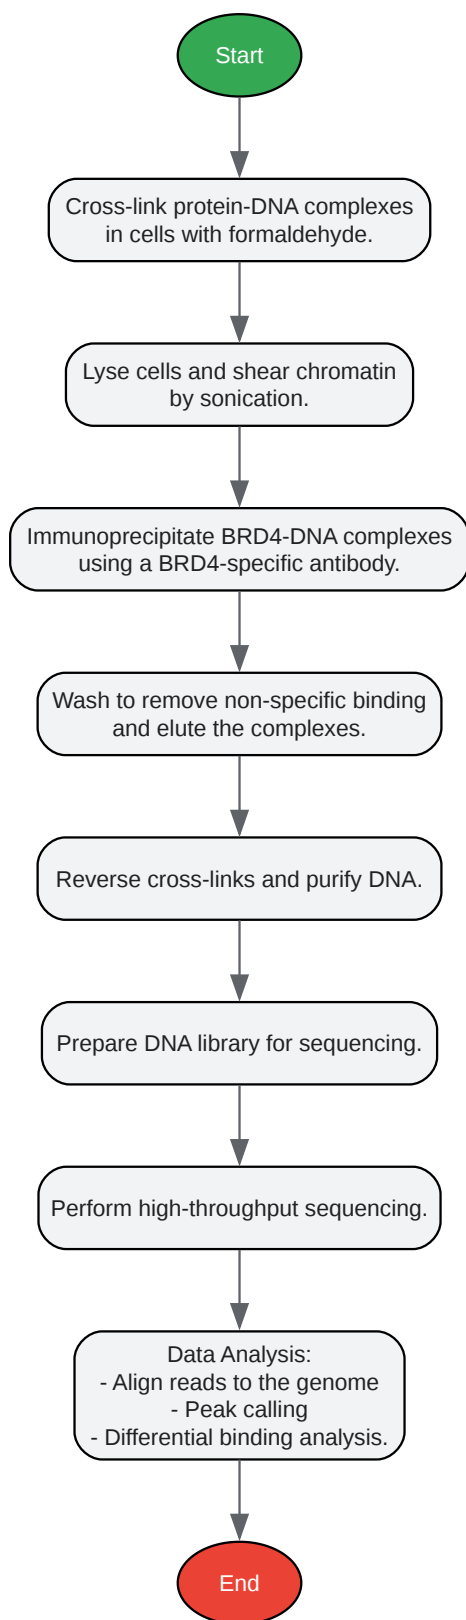 Start
Cross-link protein-DNA complexes
in cells with formaldehyde.
Lyse cells and shear chromatin
by sonication.
Immunoprecipitate BRD4-DNA complexes
using a BRD4-specific antibody.
Wash to remove non-specific binding
and elute the complexes.
Reverse cross-links and purify DNA.
Prepare DNA library for sequencing.
Perform high-throughput sequencing.
Data Analysis:
- Align reads to the genome
- Peak calling
- Differential binding analysis.
End